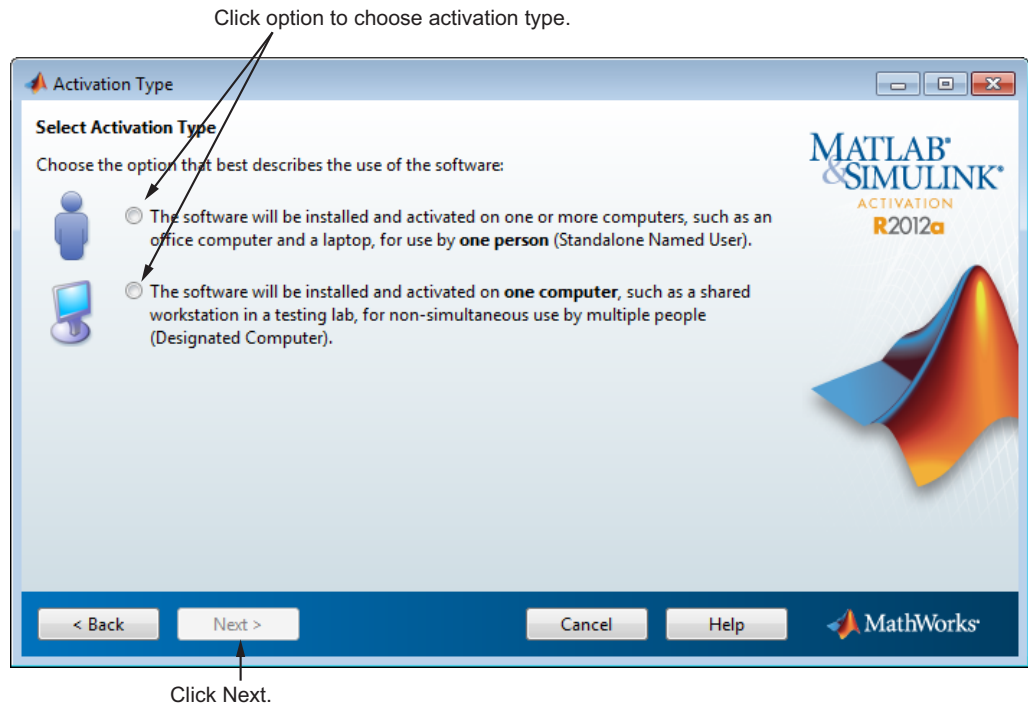 Click option to choose activation type.
Activation Type
Select Activation Type
Choose the option that best describes the use of the software:
The software will be installed and activated on one or more computers, such as an
office computer and a laptop, for use by one person (Standalone Named User).
The software will be installed and activated on one computer, such as a shared
workstation in a testing lab, for non-simultaneous use by multiple people
(Designated Computer).
MATLAB®
&SIMULINK®
ACTIVATION
R2012a
< Back
Next >
Cancel
Help
MathWorks®
Click Next.